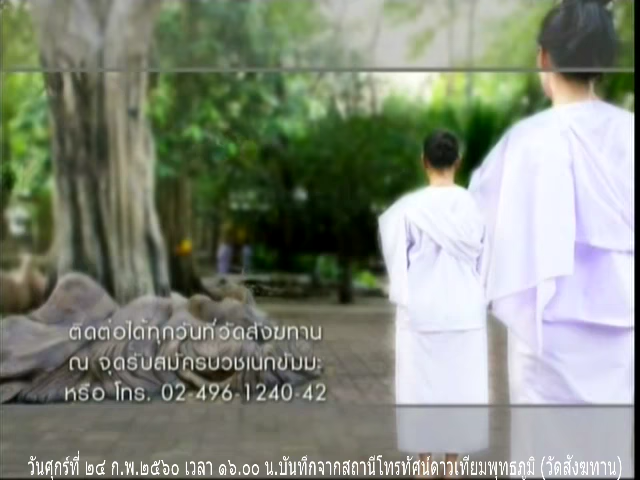 ติดต่อได้ทุกวันที่วัดสังฆทาน
ณ จุดรับสมัครบวชเนกขัมมะ
หรือ โทร. 02-496-1240-42
วันศุกร์ที่ ๒๔ ก.พ.๒๕๖๐ เวลา ๑๖.๐๐ น.บันทึกจากสถานีโทรทัศน์ดาวเทียมพุทธภูมิ (วัดสังฆทาน)